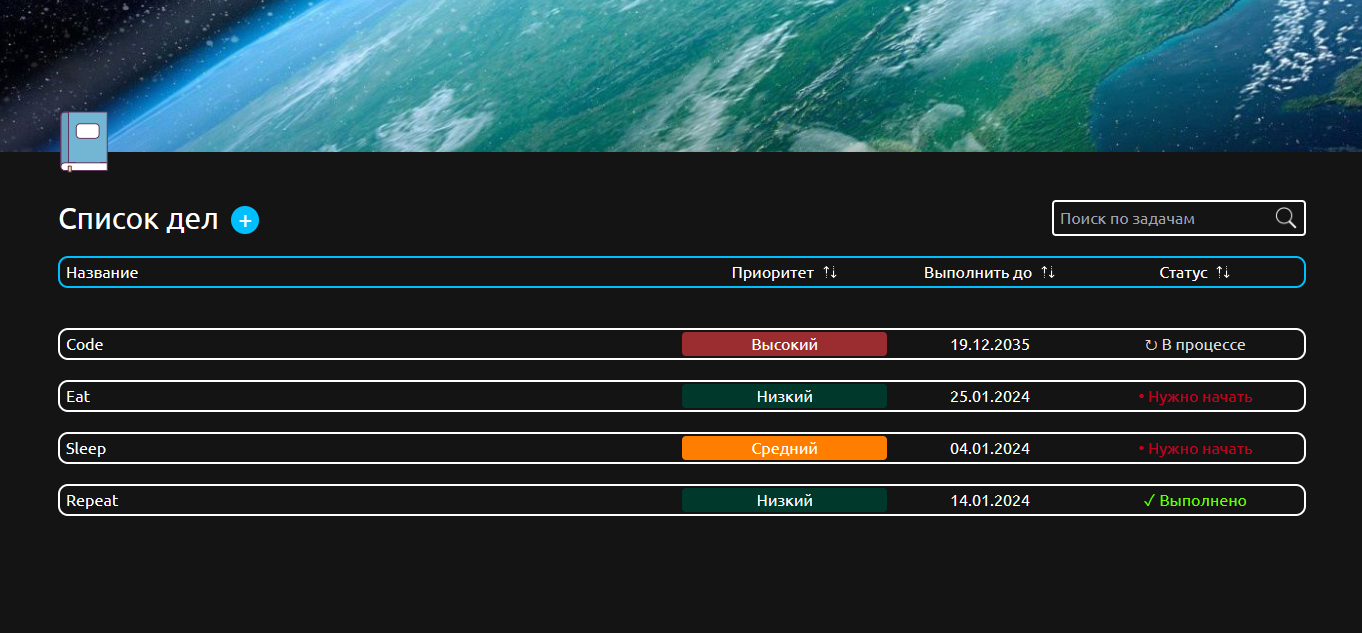 Список дел +
Поиск по задачам
Название Приоритет ↑↓ Выполнить до ↑↓ Статус ↑↓
Code Высокий 19.12.2035 ↻ В процессе
Eat Низкий 25.01.2024 • Нужно начать
Sleep Средний 04.01.2024 • Нужно начать
Repeat Низкий 14.01.2024 ✓ Выполнено